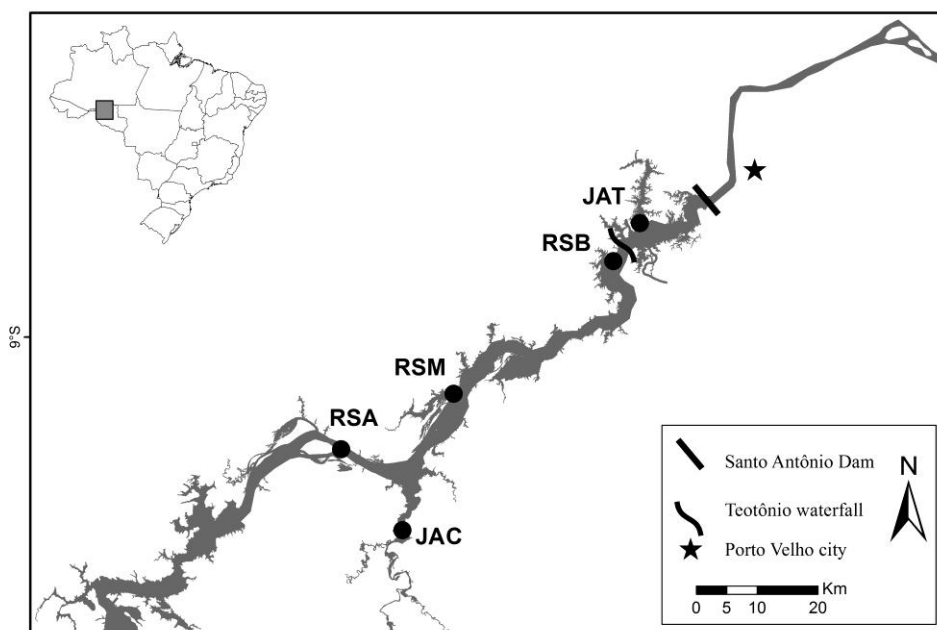 JAT
RSB
9°S
RSM
RSA
JAC
Santo Antônio Dam
Teotônio waterfall
Porto Velho city
N
Km
0 5 10 20